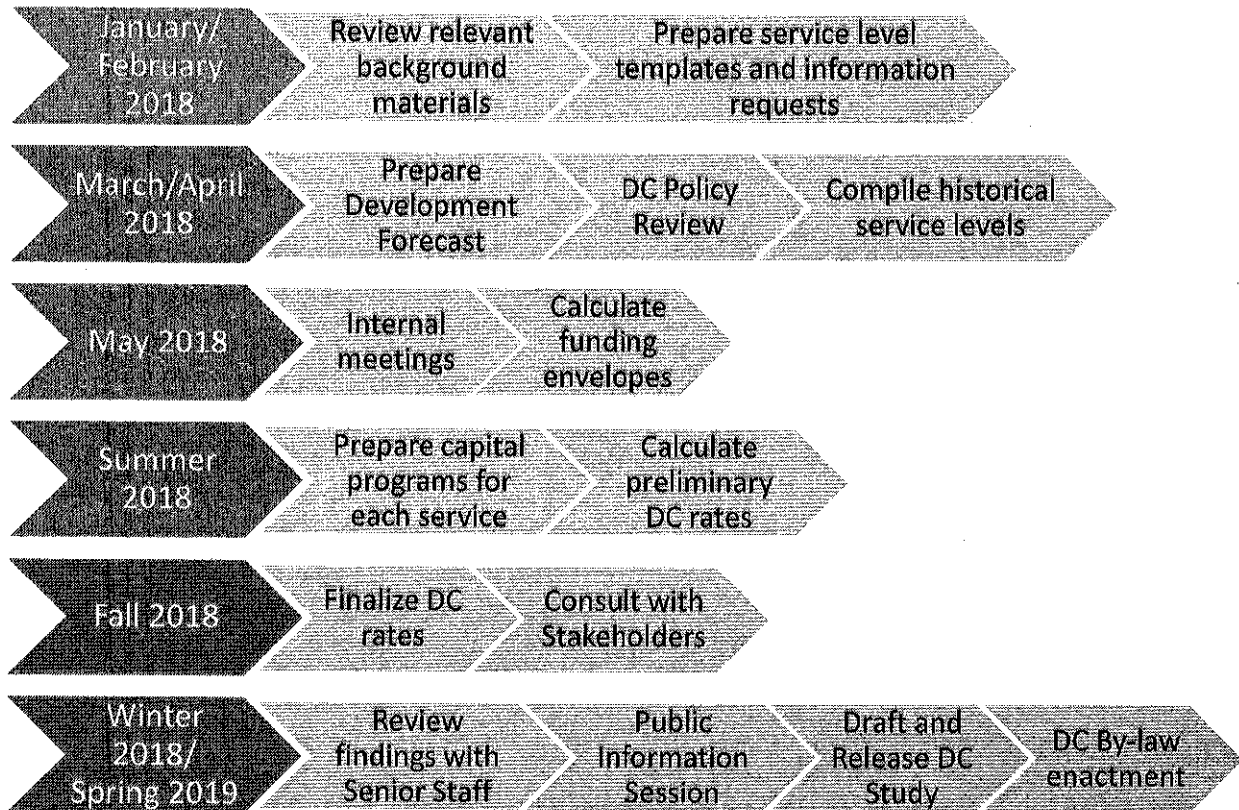 January/
February
2018
Review relevant
background
materials
Prepare service level
templates and information
requests
March/April
2018
Prepare
Development
Forecast
DC Policy
Review
Compile historical
service levels
May 2018
Internal
meetings
Calculate
funding
envelopes
Summer
2018
Prepare capital
programs for
each service
Calculate
preliminary
DC rates
Fall 2018
Finalize DC
rates
Consult with
Stakeholders
Winter
2018/
Spring 2019
Review
findings with
Senior Staff
Public
Information
Session
Draft and
Release DC
Study
DC By-law
enactment